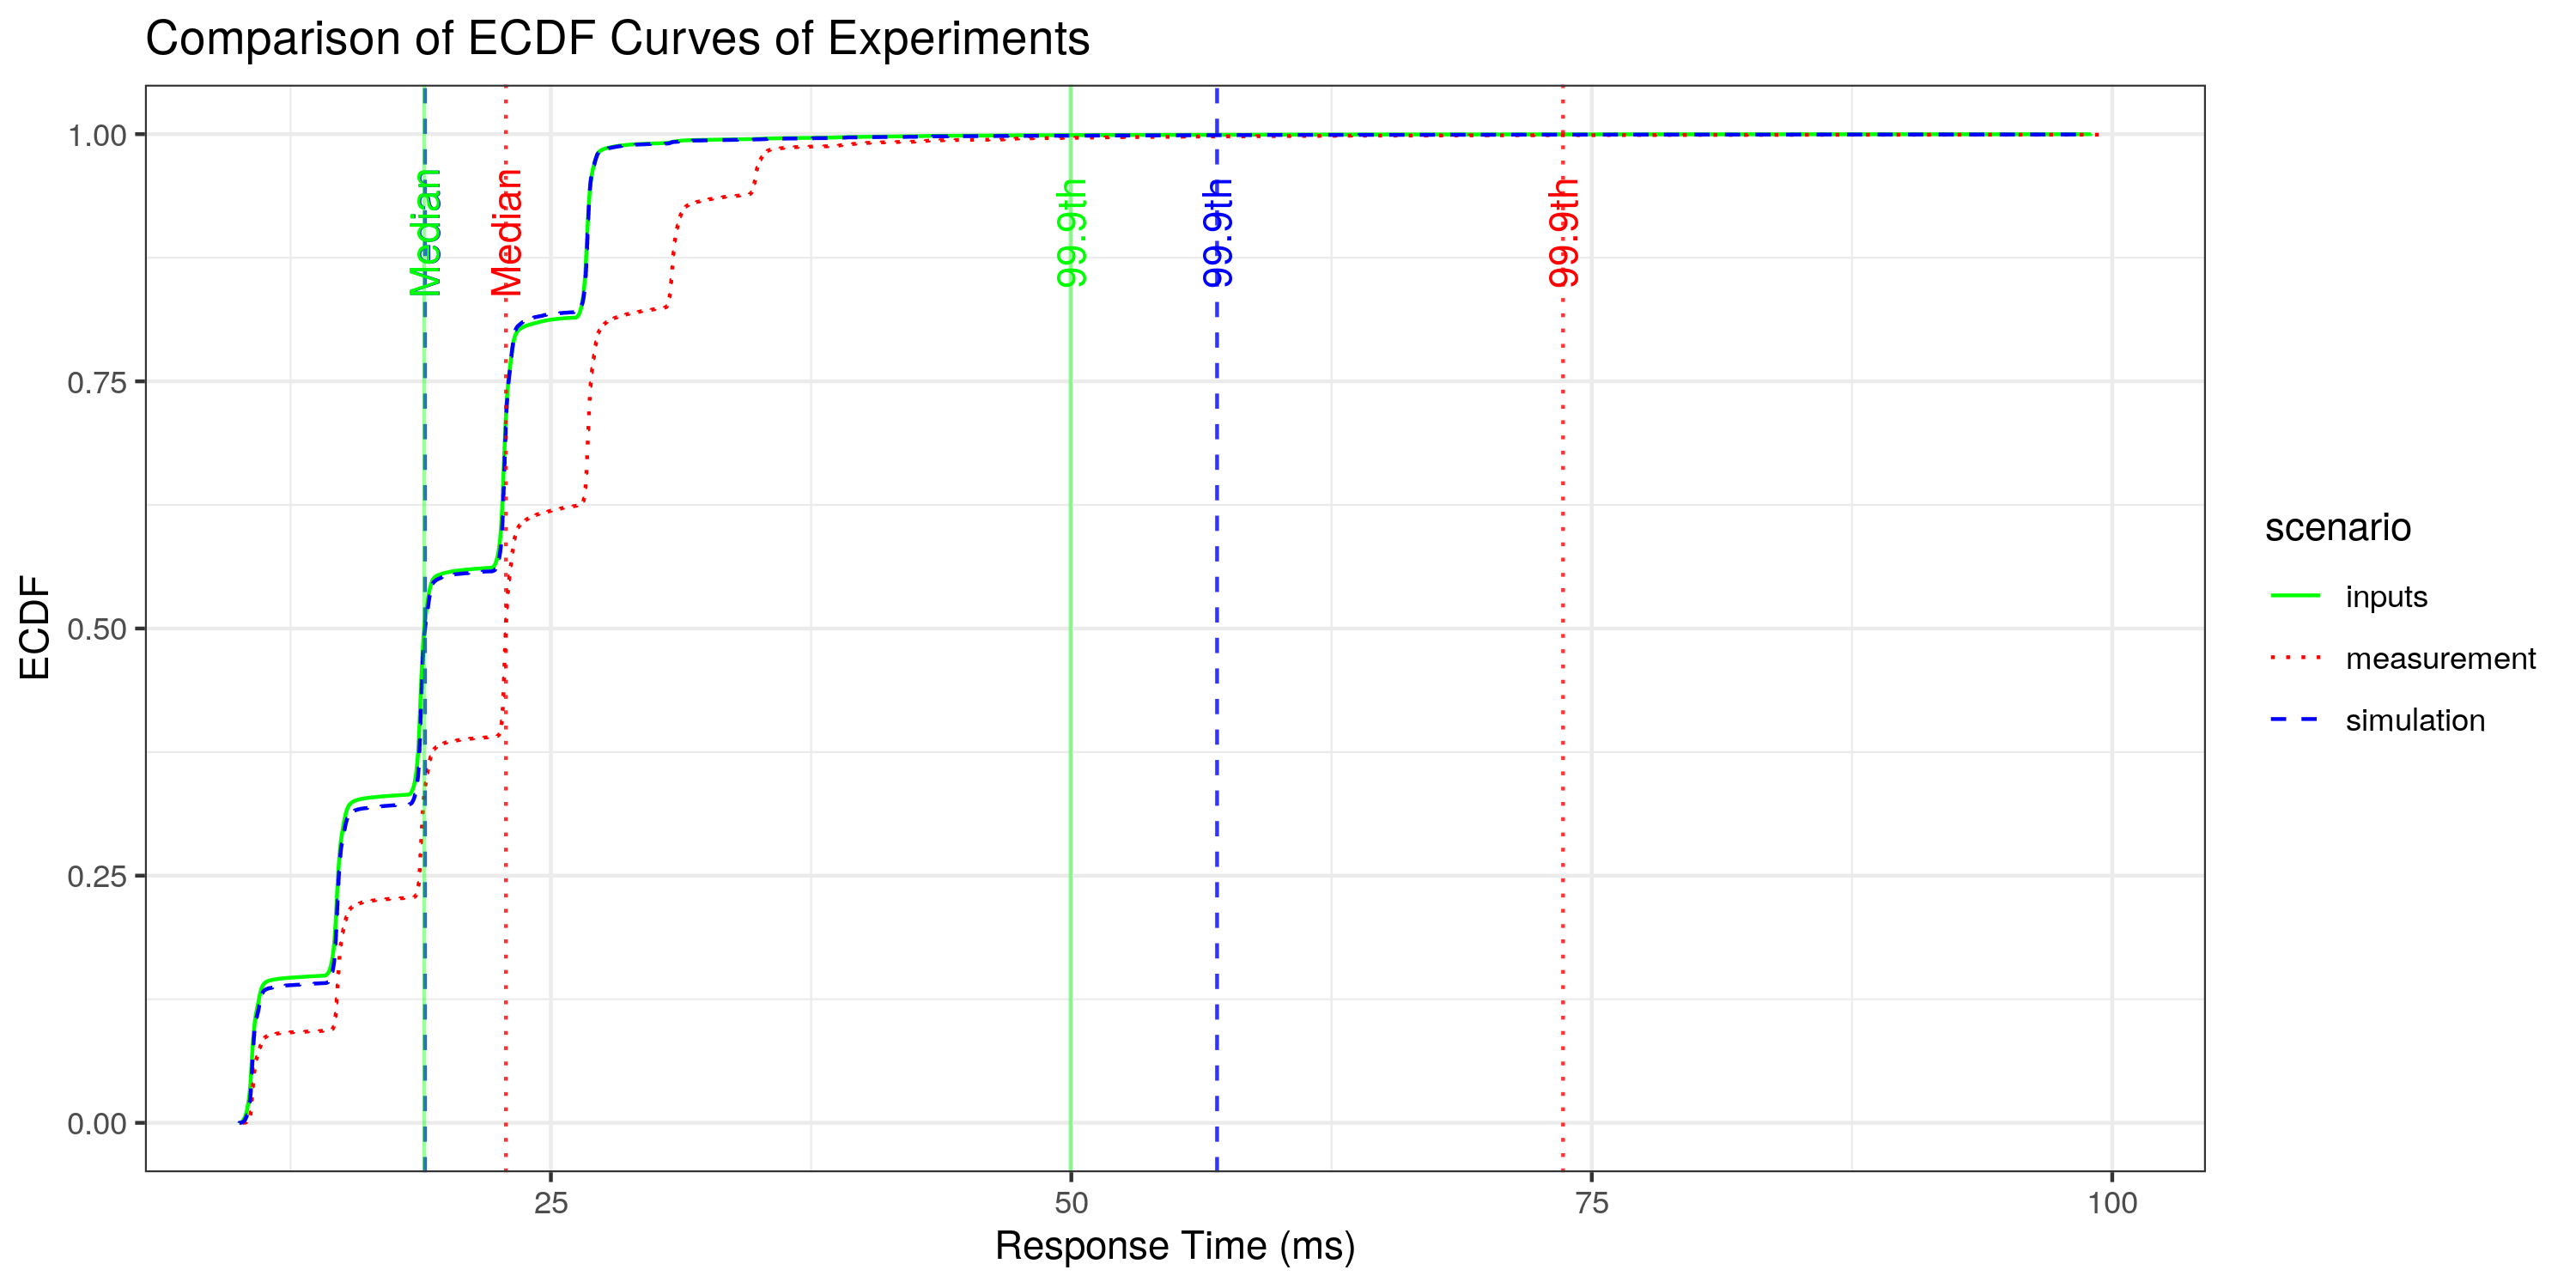 Comparison of ECDF Curves of Experiments
ECDF
1.00
0.75
0.50
0.25
0.00
Median
Median
Median
99.9th
99.9th
99.9th
25
50
75
100
Response Time (ms)
scenario
inputs
measurement
simulation